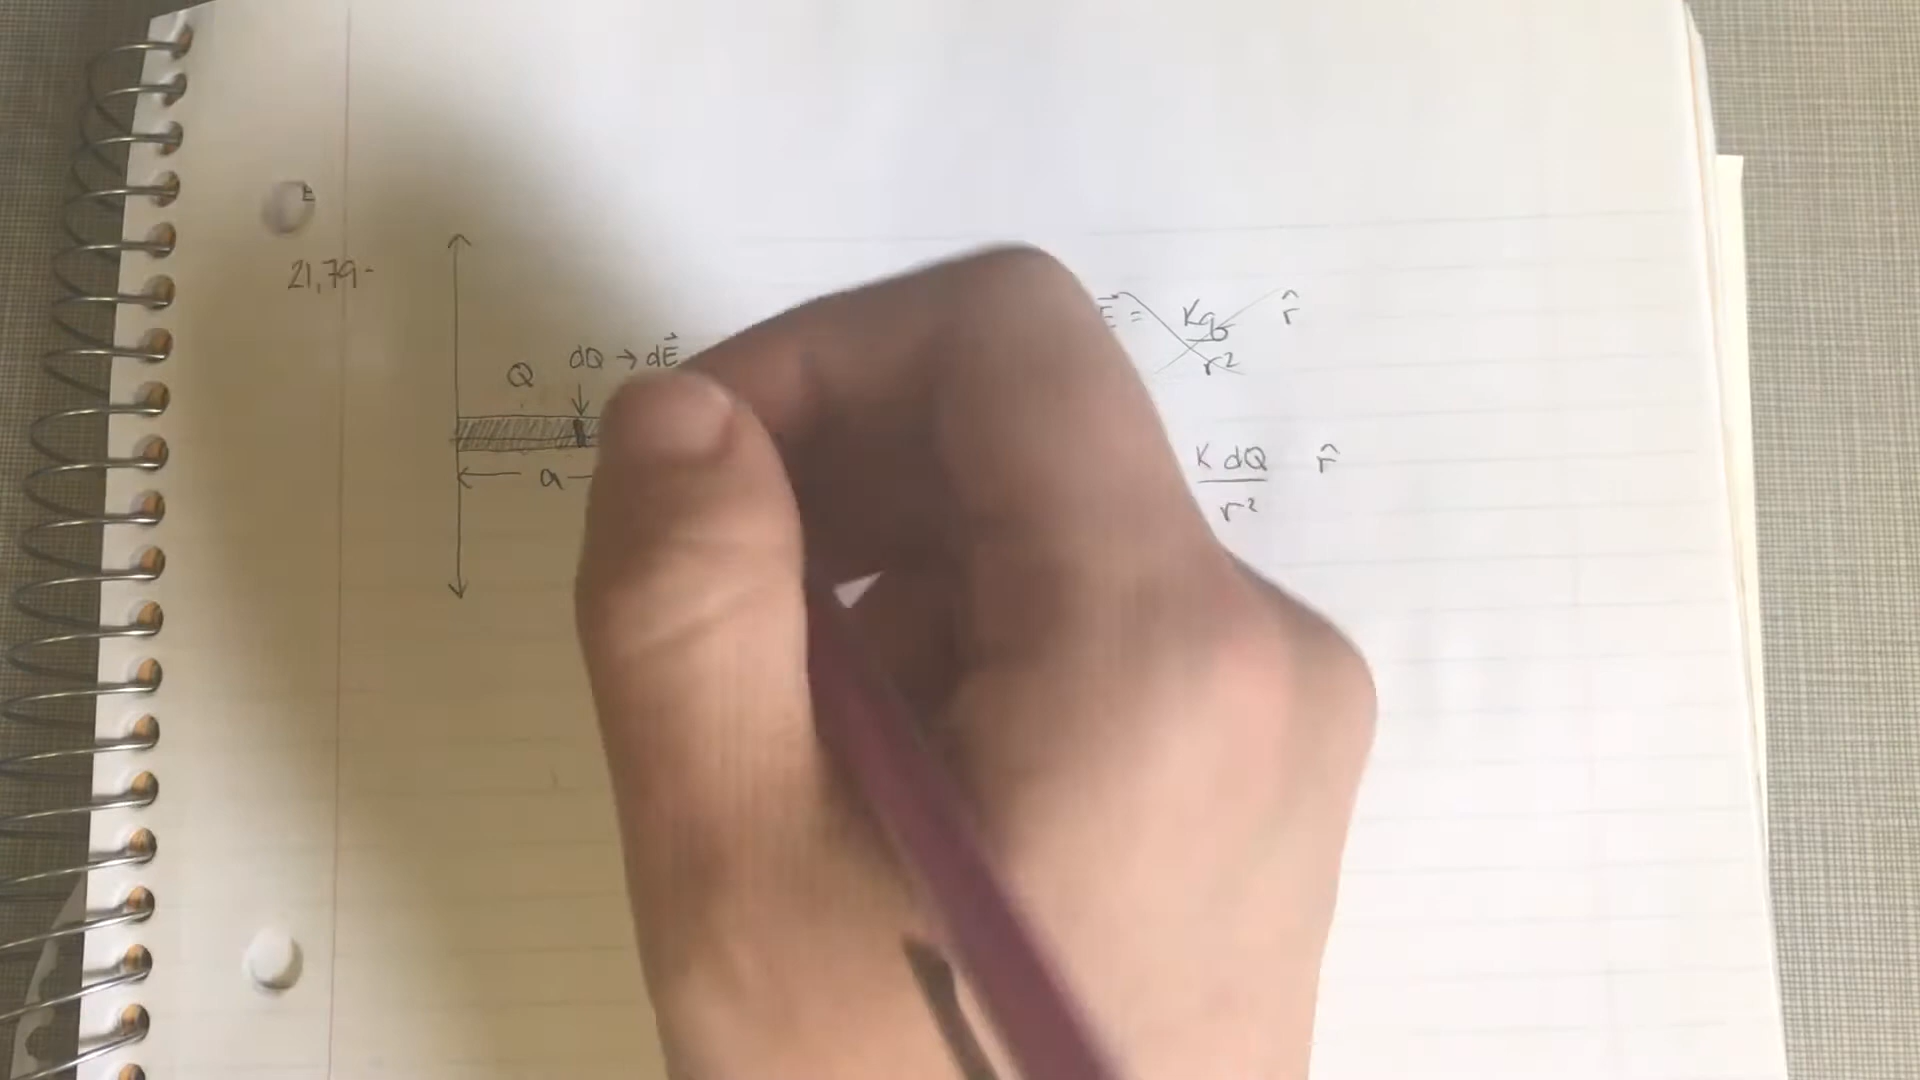 21,79-
Q dQ → dE⃗
a
E⃗ = Kq / r² r̂
K dQ / r² r̂